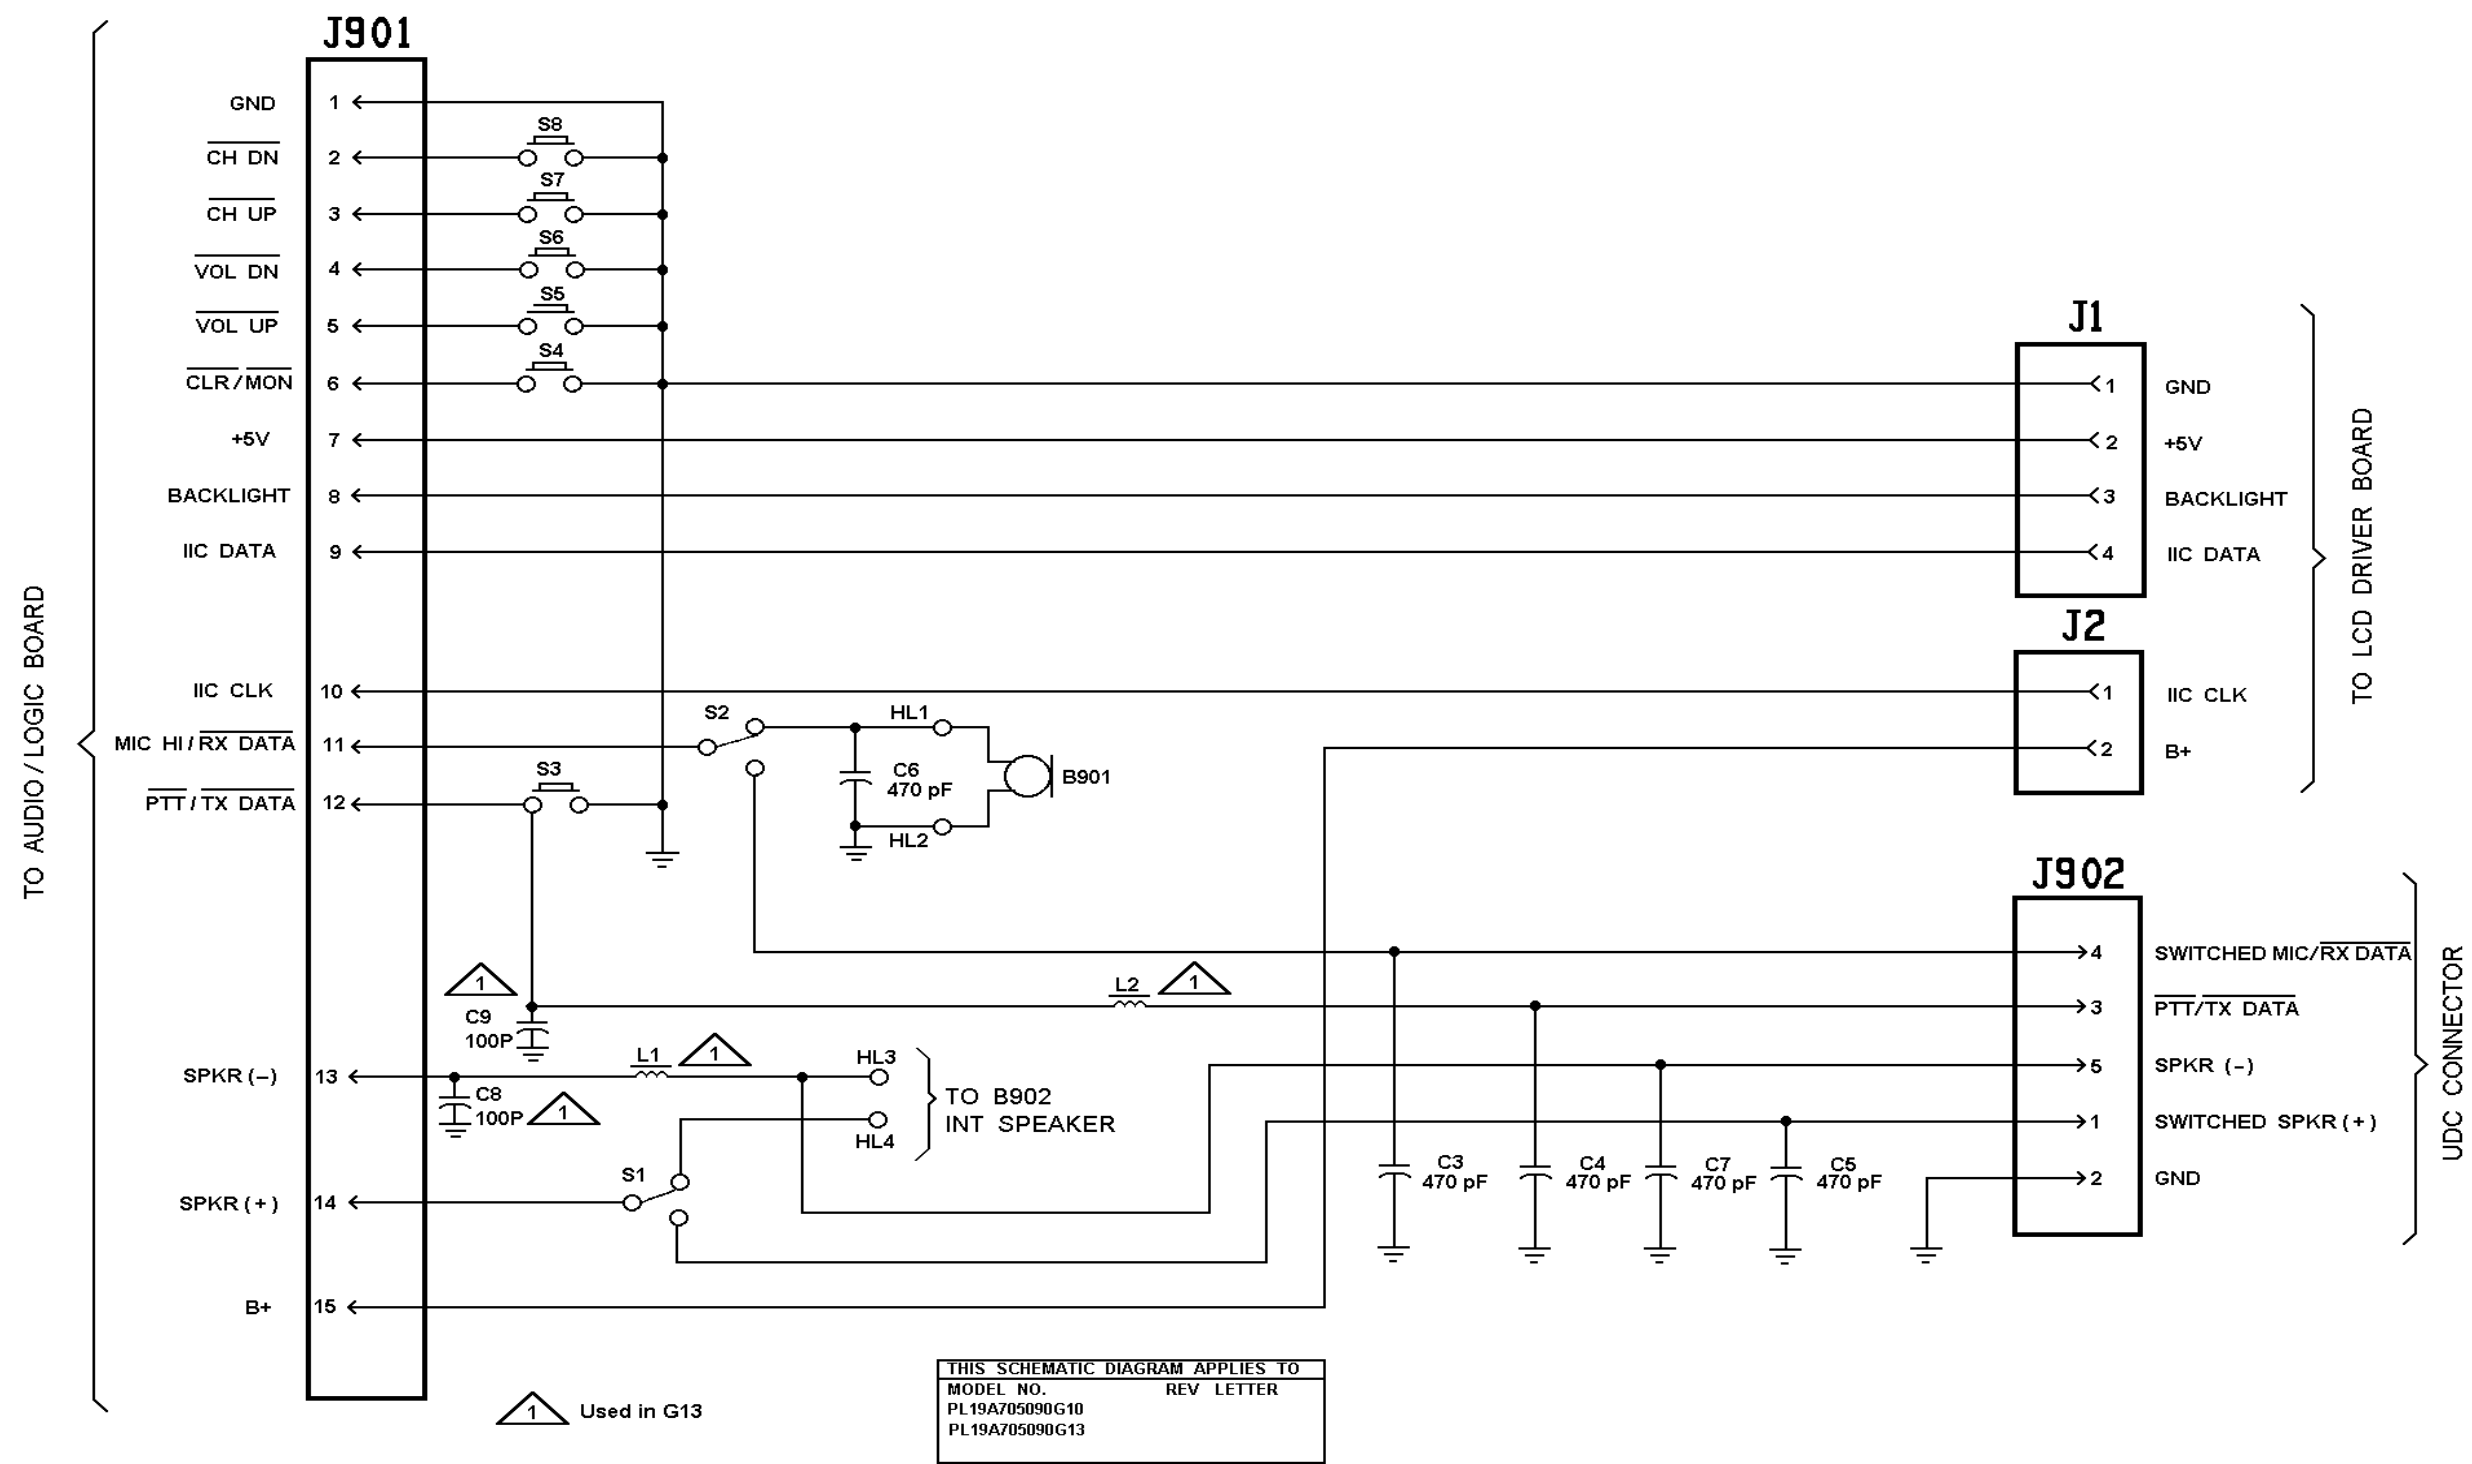 J901
GND 1
CH DN 2
S8
CH UP 3
S7
VOL DN 4
S6
VOL UP 5
S5
CLR/MON 6
S4
+5V 7
BACKLIGHT 8
IIC DATA 9
IIC CLK 10
MIC HI/RX DATA 11
PTT/TX DATA 12
SPKR (–) 13
SPKR (+) 14
B+ 15
TO AUDIO/LOGIC BOARD
S2
HL1
C6
470 pF
B901
HL2
S3
1
C9
100P
L2
1
L1
1
C8
100P
1
HL3
HL4
TO B902
INT SPEAKER
S1
J1
1 GND
2 +5V
3 BACKLIGHT
4 IIC DATA
J2
1 IIC CLK
2 B+
TO LCD DRIVER BOARD
J902
4 SWITCHED MIC/RX DATA
3 PTT/TX DATA
5 SPKR (–)
1 SWITCHED SPKR (+)
2 GND
UDC CONNECTOR
C3
470 pF
C4
470 pF
C7
470 pF
C5
470 pF
1 Used in G13
THIS SCHEMATIC DIAGRAM APPLIES TO
MODEL NO. REV LETTER
PL19A705090G10
PL19A705090G13